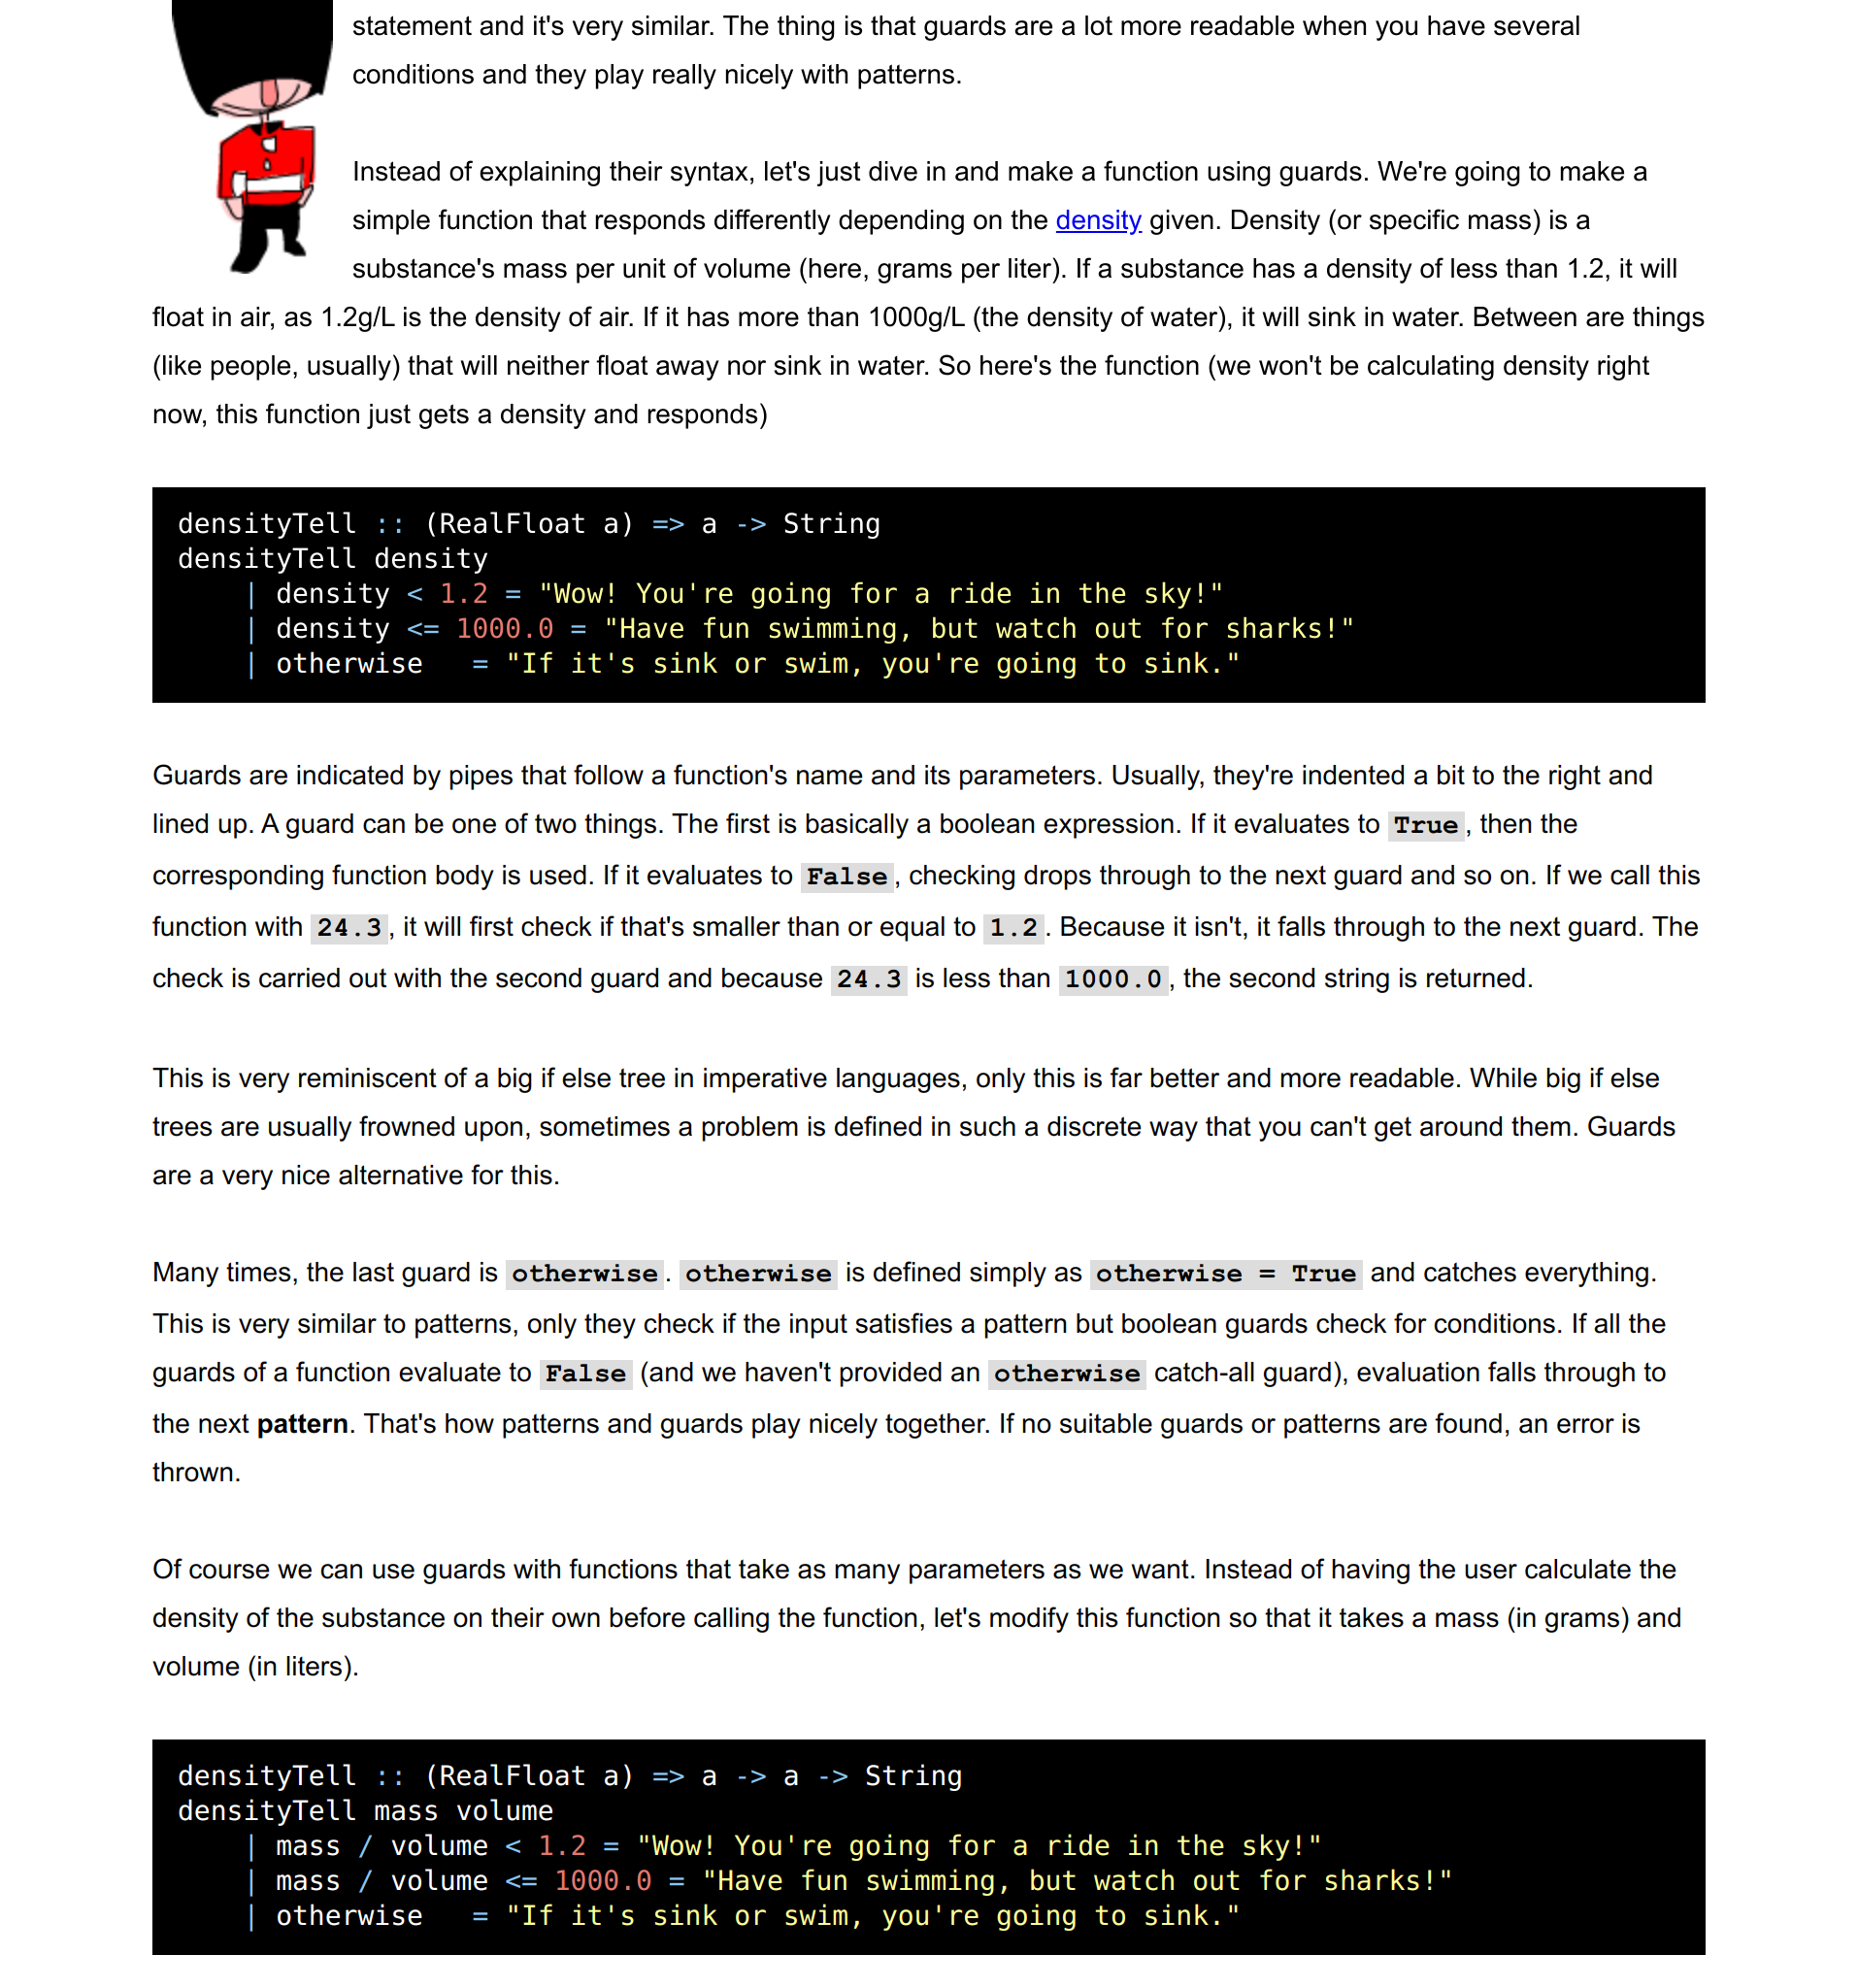 statement and it's very similar. The thing is that guards are a lot more readable when you have several
conditions and they play really nicely with patterns.
Instead of explaining their syntax, let's just dive in and make a function using guards. We're going to make a
simple function that responds differently depending on the density given. Density (or specific mass) is a
substance's mass per unit of volume (here, grams per liter). If a substance has a density of less than 1.2, it will
float in air, as 1.2g/L is the density of air. If it has more than 1000g/L (the density of water), it will sink in water. Between are things
(like people, usually) that will neither float away nor sink in water. So here's the function (we won't be calculating density right
now, this function just gets a density and responds)
densityTell :: (RealFloat a) => a -> String
densityTell density
    | density < 1.2 = "Wow! You're going for a ride in the sky!"
    | density <= 1000.0 = "Have fun swimming, but watch out for sharks!"
    | otherwise   = "If it's sink or swim, you're going to sink."
Guards are indicated by pipes that follow a function's name and its parameters. Usually, they're indented a bit to the right and
lined up. A guard can be one of two things. The first is basically a boolean expression. If it evaluates to True, then the
corresponding function body is used. If it evaluates to False, checking drops through to the next guard and so on. If we call this
function with 24.3, it will first check if that's smaller than or equal to 1.2. Because it isn't, it falls through to the next guard. The
check is carried out with the second guard and because 24.3 is less than 1000.0, the second string is returned.
This is very reminiscent of a big if else tree in imperative languages, only this is far better and more readable. While big if else
trees are usually frowned upon, sometimes a problem is defined in such a discrete way that you can't get around them. Guards
are a very nice alternative for this.
Many times, the last guard is otherwise. otherwise is defined simply as otherwise = True and catches everything.
This is very similar to patterns, only they check if the input satisfies a pattern but boolean guards check for conditions. If all the
guards of a function evaluate to False (and we haven't provided an otherwise catch-all guard), evaluation falls through to
the next pattern. That's how patterns and guards play nicely together. If no suitable guards or patterns are found, an error is
thrown.
Of course we can use guards with functions that take as many parameters as we want. Instead of having the user calculate the
density of the substance on their own before calling the function, let's modify this function so that it takes a mass (in grams) and
volume (in liters).
densityTell :: (RealFloat a) => a -> a -> String
densityTell mass volume
    | mass / volume < 1.2 = "Wow! You're going for a ride in the sky!"
    | mass / volume <= 1000.0 = "Have fun swimming, but watch out for sharks!"
    | otherwise   = "If it's sink or swim, you're going to sink."